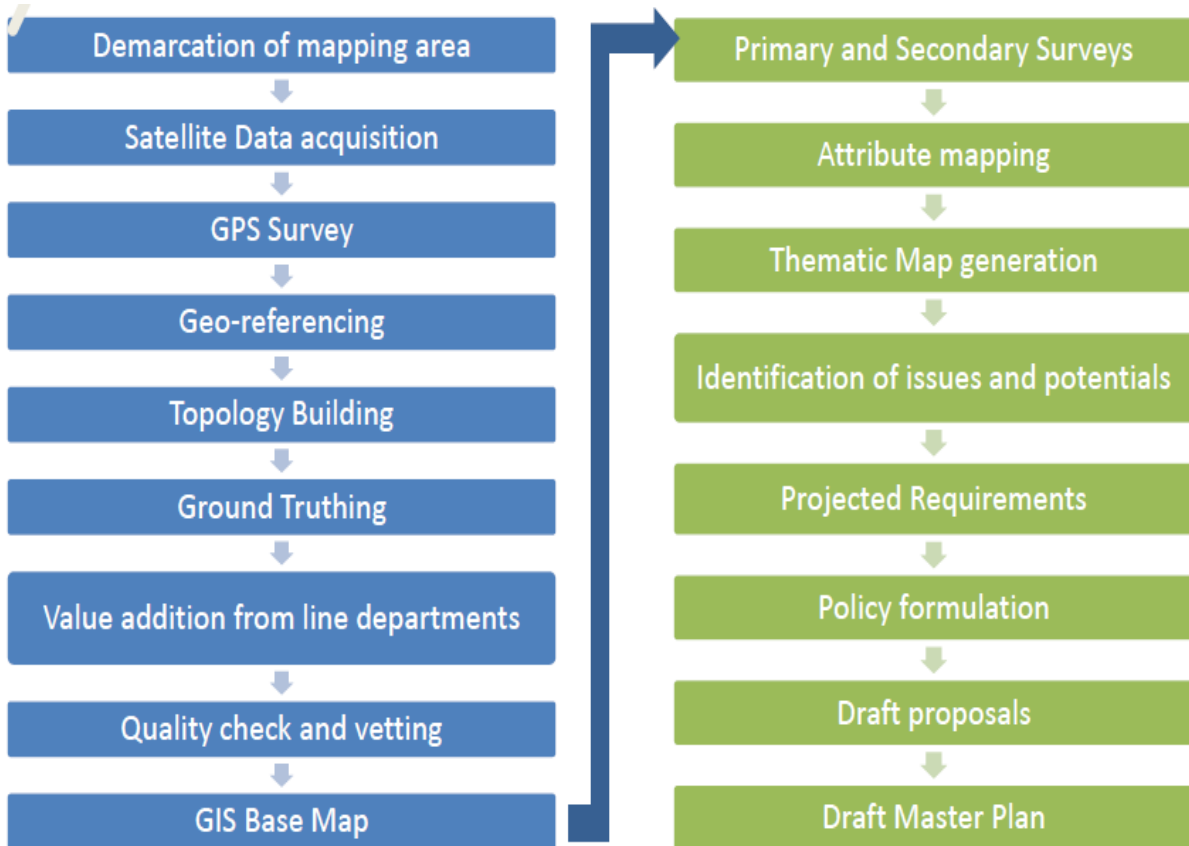 Demarcation of mapping area
Satellite Data acquisition
GPS Survey
Geo-referencing
Topology Building
Ground Truthing
Value addition from line departments
Quality check and vetting
GIS Base Map
Primary and Secondary Surveys
Attribute mapping
Thematic Map generation
Identification of issues and potentials
Projected Requirements
Policy formulation
Draft proposals
Draft Master Plan